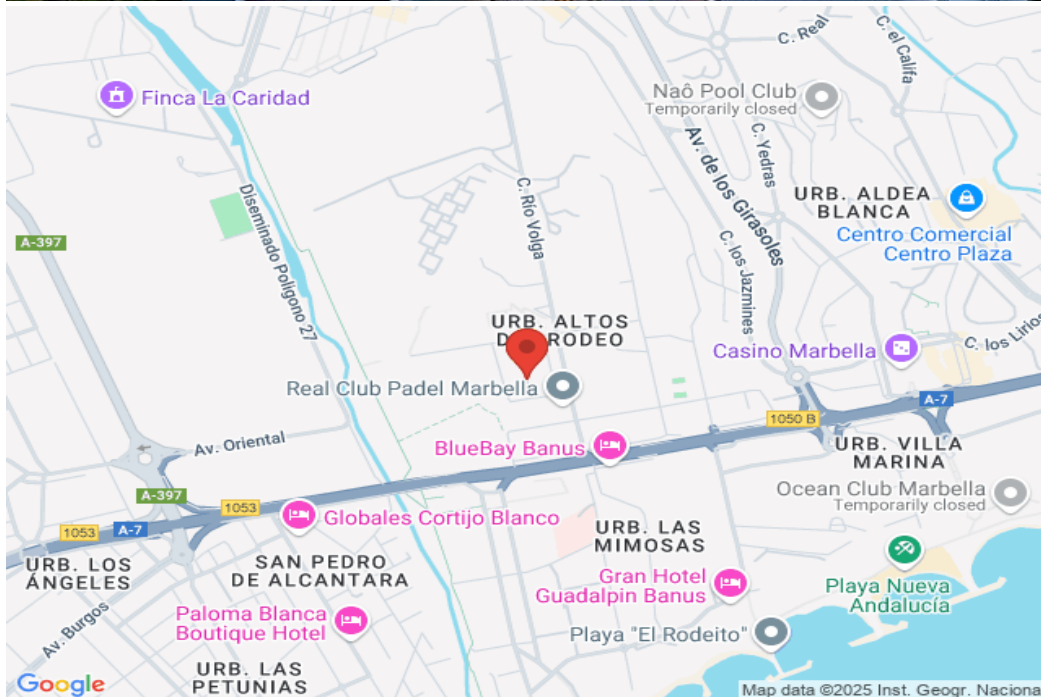 C. Real
C. el Califa
Finca La Caridad
Naô Pool Club
Temporarily closed
Av. de los Girasoles
C. Yedras
C. Río Volga
Diseminado Polígono 27
URB. ALDEA
BLANCA
Centro Comercial
Centro Plaza
A-397
C. los Jazmines
URB. ALTOS
RODEO
C. los Lirios
Casino Marbella
Real Club Padel Marbella
A-7
1050 B
Av. Oriental
BlueBay Banus
URB. VILLA
MARINA
Ocean Club Marbella
Temporarily closed
A-397
1053
Globales Cortijo Blanco
1053
A-7
URB. LAS
MIMOSAS
URB. LOS
ÁNGELES
SAN PEDRO
DE ALCANTARA
Gran Hotel
Guadalpin Banus
Playa Nueva
Andalucía
Av. Burgos
Paloma Blanca
Boutique Hotel
Playa "El Rodeito"
URB. LAS
PETUNIAS
Google
Map data ©2025 Inst. Geogr. Naciona